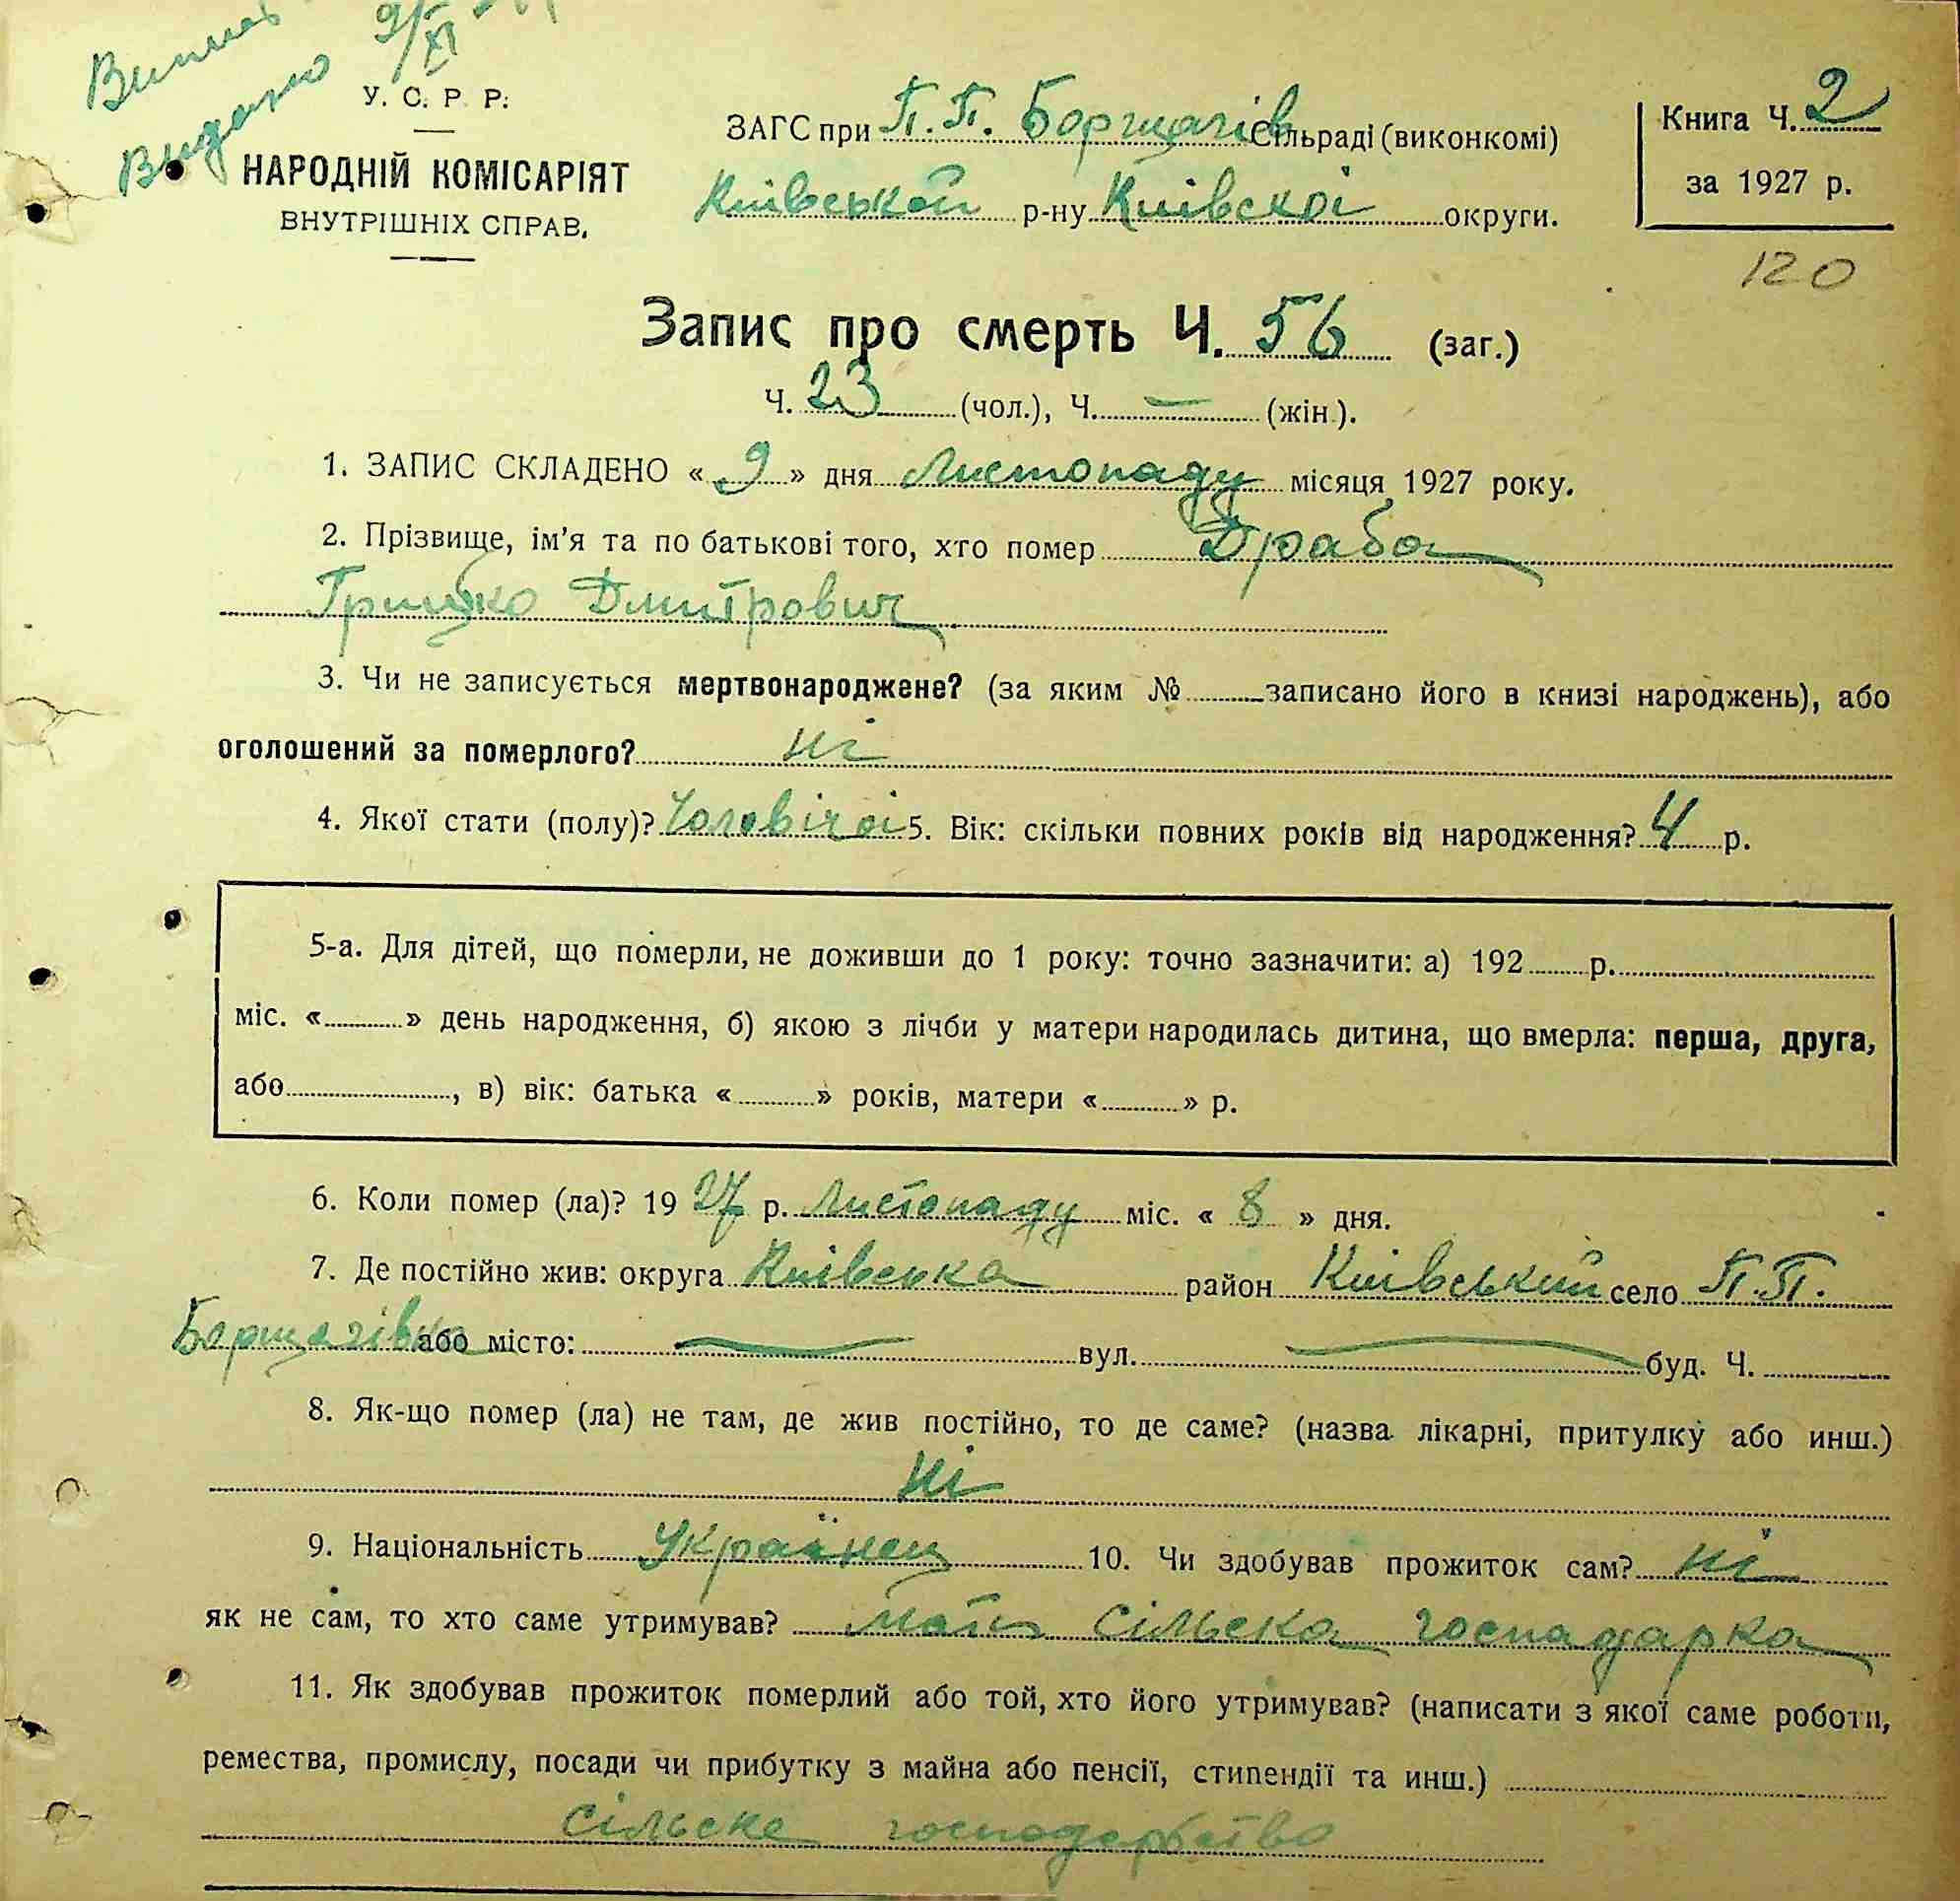 Видано 9/XI
У. С. Р. Р.
НАРОДНІЙ КОМІСАРІЯТ
ВНУТРІШНІХ СПРАВ.
ЗАГС при П. П. Борщагів Сільраді (виконкомі)
Київськой р-ну Київскоі округи.
Книга Ч. 2
за 1927 р.
120
Запис про смерть Ч. 56 (заг.)
Ч. 23 (чол.), Ч. — (жін.).
1. ЗАПИС СКЛАДЕНО « 9 » дня Листопаду місяця 1927 року.
2. Прізвище, ім'я та по батькові того, хто помер Драба
Грицко Дмитрович
3. Чи не записується мертвонароджене? (за яким № записано його в книзі народжень), або
оголошений за померлого? ні
4. Якої стати (полу)? Чоловічоі 5. Вік: скільки повних років від народження? 4 р.
5-а. Для дітей, що померли, не доживши до 1 року: точно зазначити: а) 192 р.
міс. « » день народження, б) якою з лічби у матери народилась дитина, що вмерла: перша, друга,
або , в) вік: батька « » років, матери « » р.
6. Коли помер (ла)? 19 27 р. Листопаду міс. « 8 » дня.
7. Де постійно жив: округа Київська район Київський село П. П.
Борщагівка або місто: — вул. — буд. Ч.
8. Як-що помер (ла) не там, де жив постійно, то де саме? (назва лікарні, притулку або инш.)
Ні
9. Національність Українец 10. Чи здобував прожиток сам? ні
як не сам, то хто саме утримував? мати сільска господарка
11. Як здобував прожиток померлий або той, хто його утримував? (написати з якої саме роботи,
ремества, промислу, посади чи прибутку з майна або пенсії, стипендії та инш.)
сільске господарство